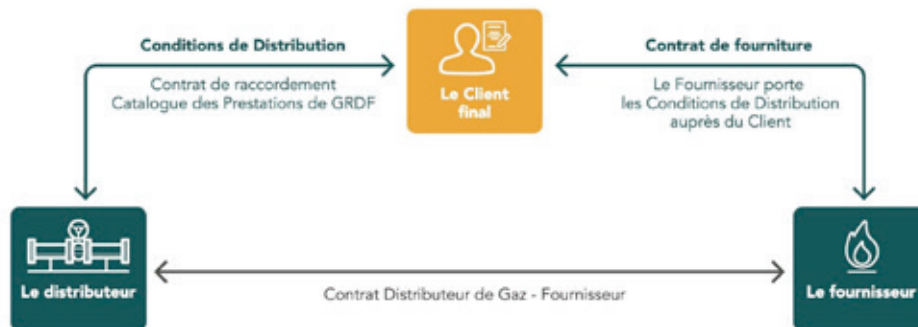 Conditions de Distribution
Contrat de raccordement
Catalogue des Prestations de GRDF
Le Client
final
Contrat de fourniture
Le Fournisseur porte
les Conditions de Distribution
auprès du Client
Le distributeur
Contrat Distributeur de Gaz - Fournisseur
Le fournisseur